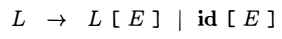 L → L [ E ] | id [ E ]